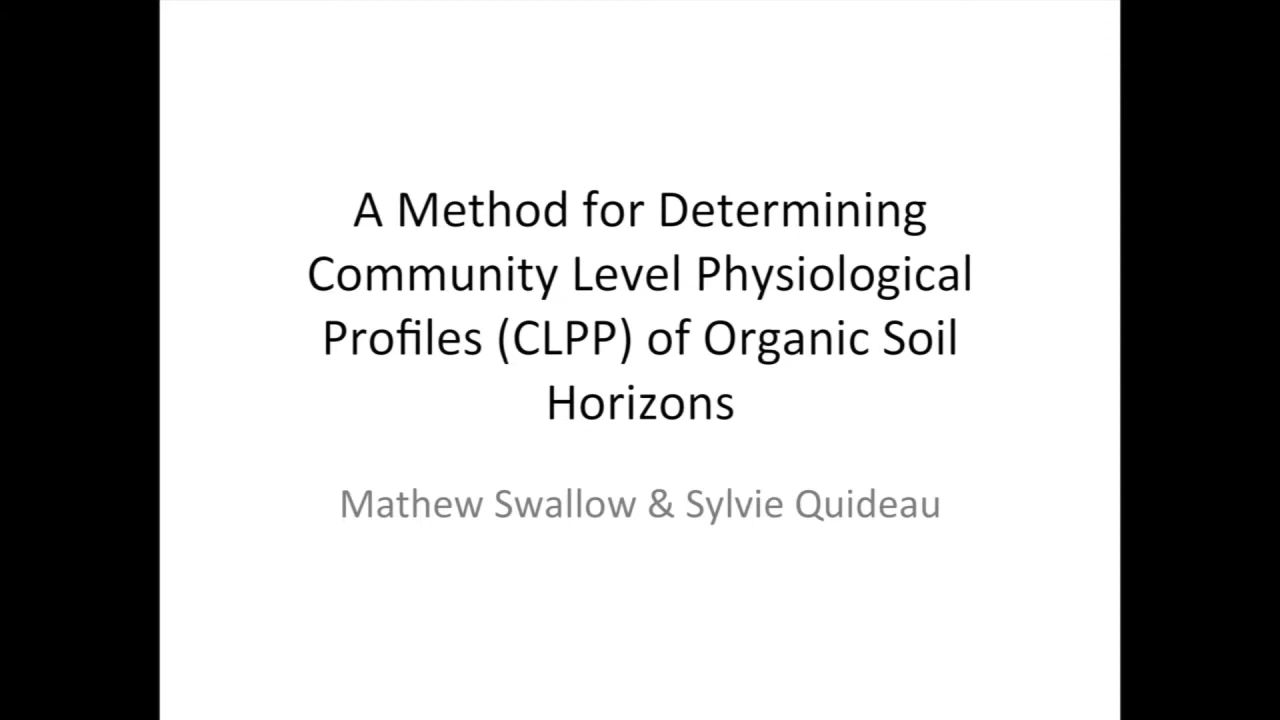 A Method for Determining
Community Level Physiological
Profiles (CLPP) of Organic Soil
Horizons
Mathew Swallow & Sylvie Quideau